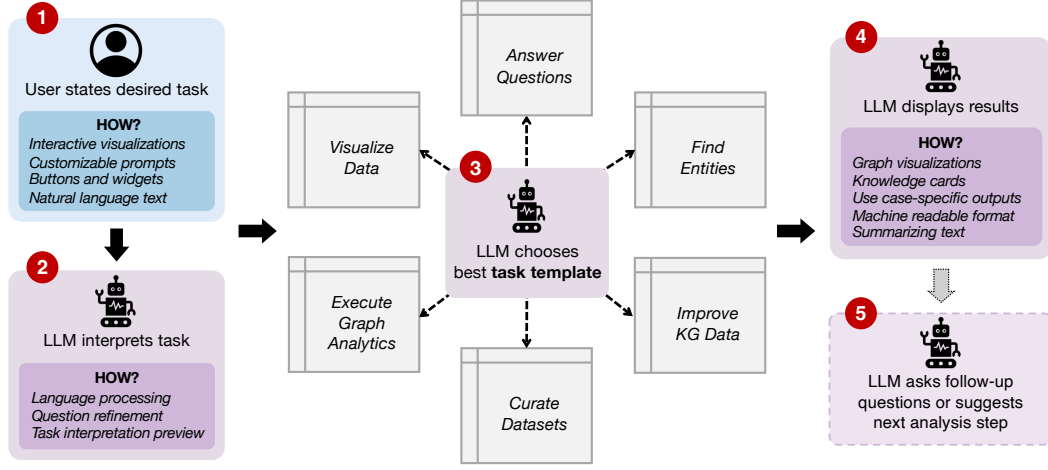 1
User states desired task
HOW?
Interactive visualizations
Customizable prompts
Buttons and widgets
Natural language text
2
LLM interprets task
HOW?
Language processing
Question refinement
Task interpretation preview
3
LLM chooses
best task template
Answer
Questions
Visualize
Data
Find
Entities
Execute
Graph
Analytics
Improve
KG Data
Curate
Datasets
4
LLM displays results
HOW?
Graph visualizations
Knowledge cards
Use case-specific outputs
Machine readable format
Summarizing text
5
LLM asks follow-up
questions or suggests
next analysis step